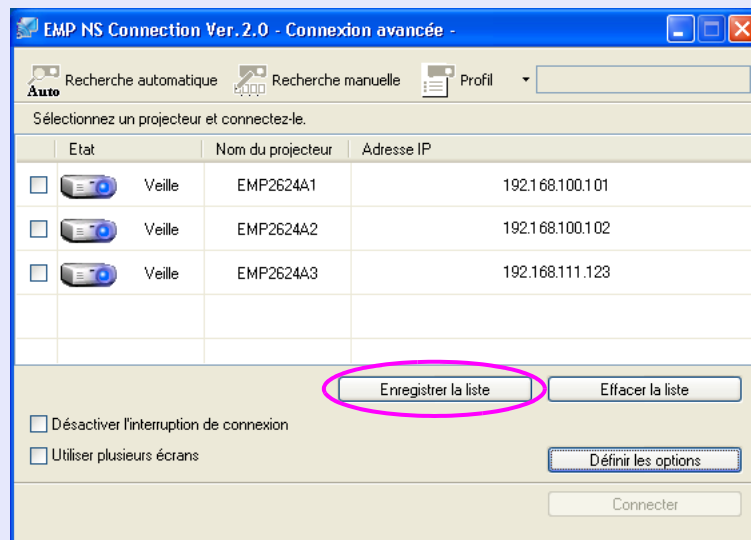 EMP NS Connection Ver.2.0 - Connexion avancée -
Auto Recherche automatique Recherche manuelle Profil
Sélectionnez un projecteur et connectez-le.
Etat Nom du projecteur Adresse IP
Veille EMP2624A1 192.168.100.101
Veille EMP2624A2 192.168.100.102
Veille EMP2624A3 192.168.111.123
Enregistrer la liste Effacer la liste
Désactiver l'interruption de connexion
Utiliser plusieurs écrans
Définir les options
Connecter